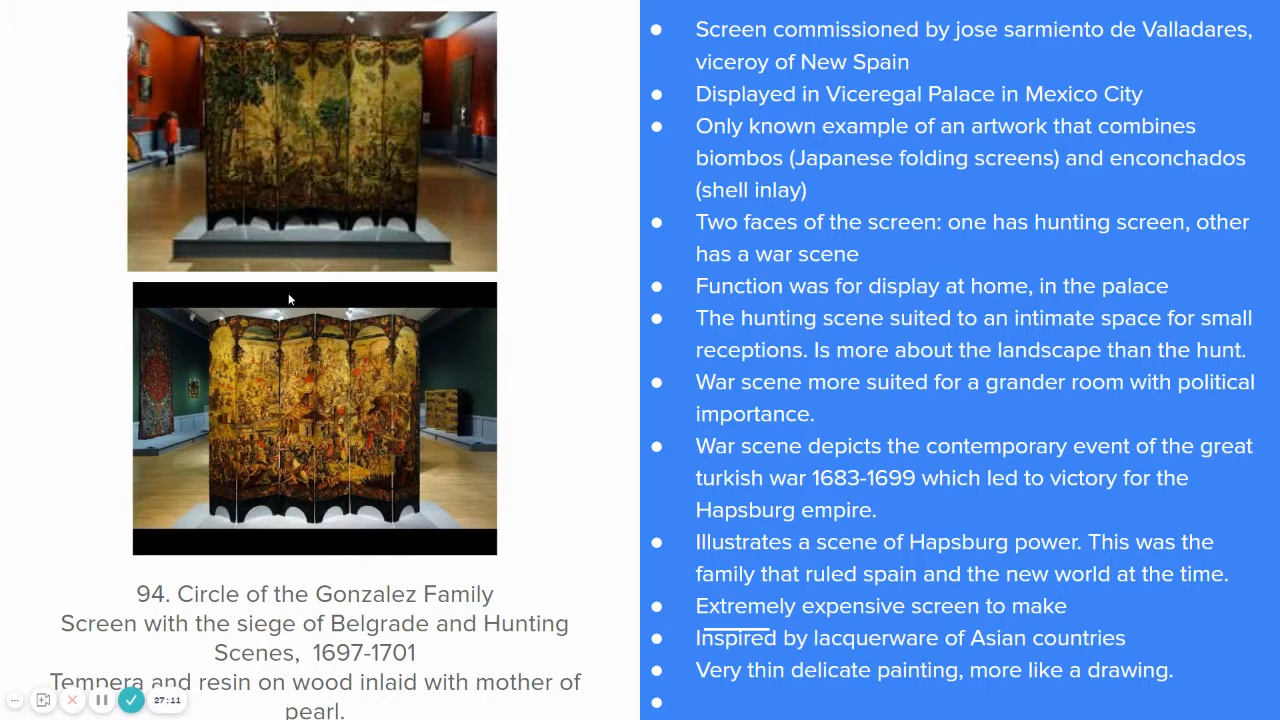 ● Screen commissioned by jose sarmiento de Valladares,
viceroy of New Spain
● Displayed in Viceregal Palace in Mexico City
● Only known example of an artwork that combines
biombos (Japanese folding screens) and enconchados
(shell inlay)
● Two faces of the screen: one has hunting screen, other
has a war scene
● Function was for display at home, in the palace
● The hunting scene suited to an intimate space for small
receptions. Is more about the landscape than the hunt.
● War scene more suited for a grander room with political
importance.
● War scene depicts the contemporary event of the great
turkish war 1683-1699 which led to victory for the
Hapsburg empire.
● Illustrates a scene of Hapsburg power. This was the
family that ruled spain and the new world at the time.
● Extremely expensive screen to make
● Inspired by lacquerware of Asian countries
● Very thin delicate painting, more like a drawing.
●
94. Circle of the Gonzalez Family
Screen with the siege of Belgrade and Hunting
Scenes, 1697-1701
Tempera and resin on wood inlaid with mother of
pearl.
27:11